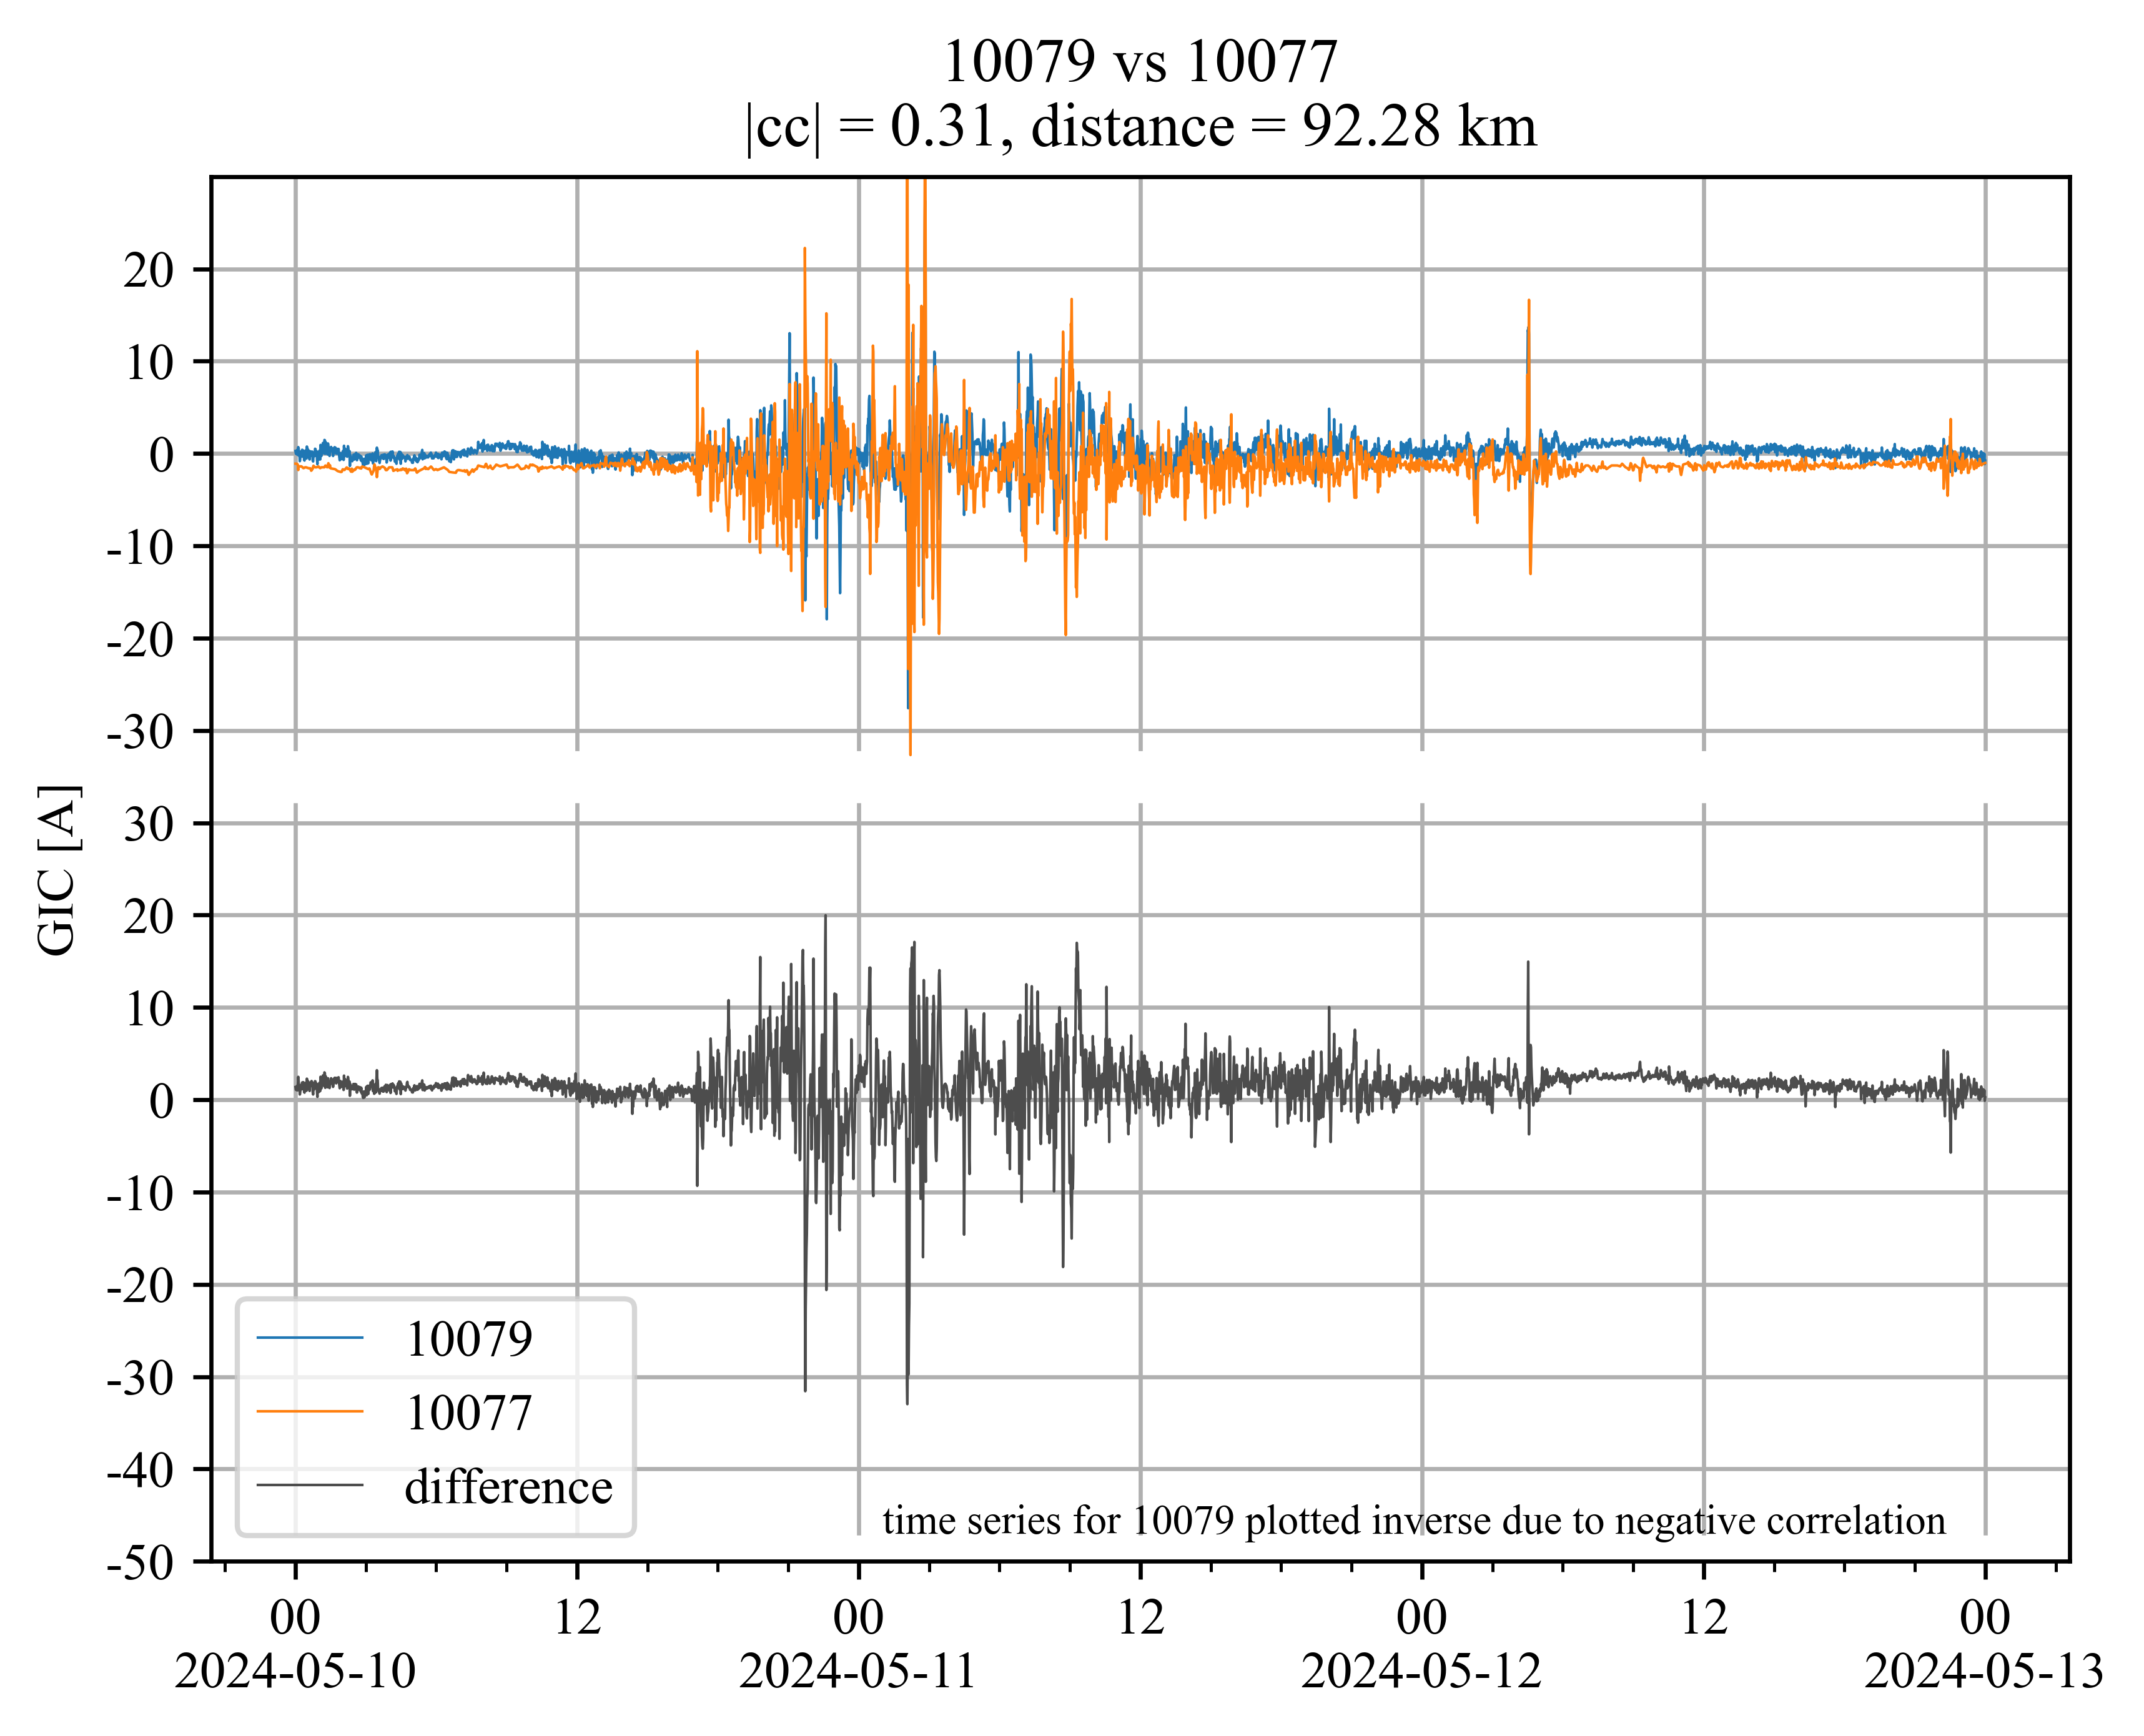 10079 vs 10077
|cc| = 0.31, distance = 92.28 km
GIC [A]
20
10
0
-10
-20
-30
30
20
10
0
-10
-20
-30
-40
-50
10079
10077
difference
time series for 10079 plotted inverse due to negative correlation
00 12 00 12 00 12 00
2024-05-10 2024-05-11 2024-05-12 2024-05-13